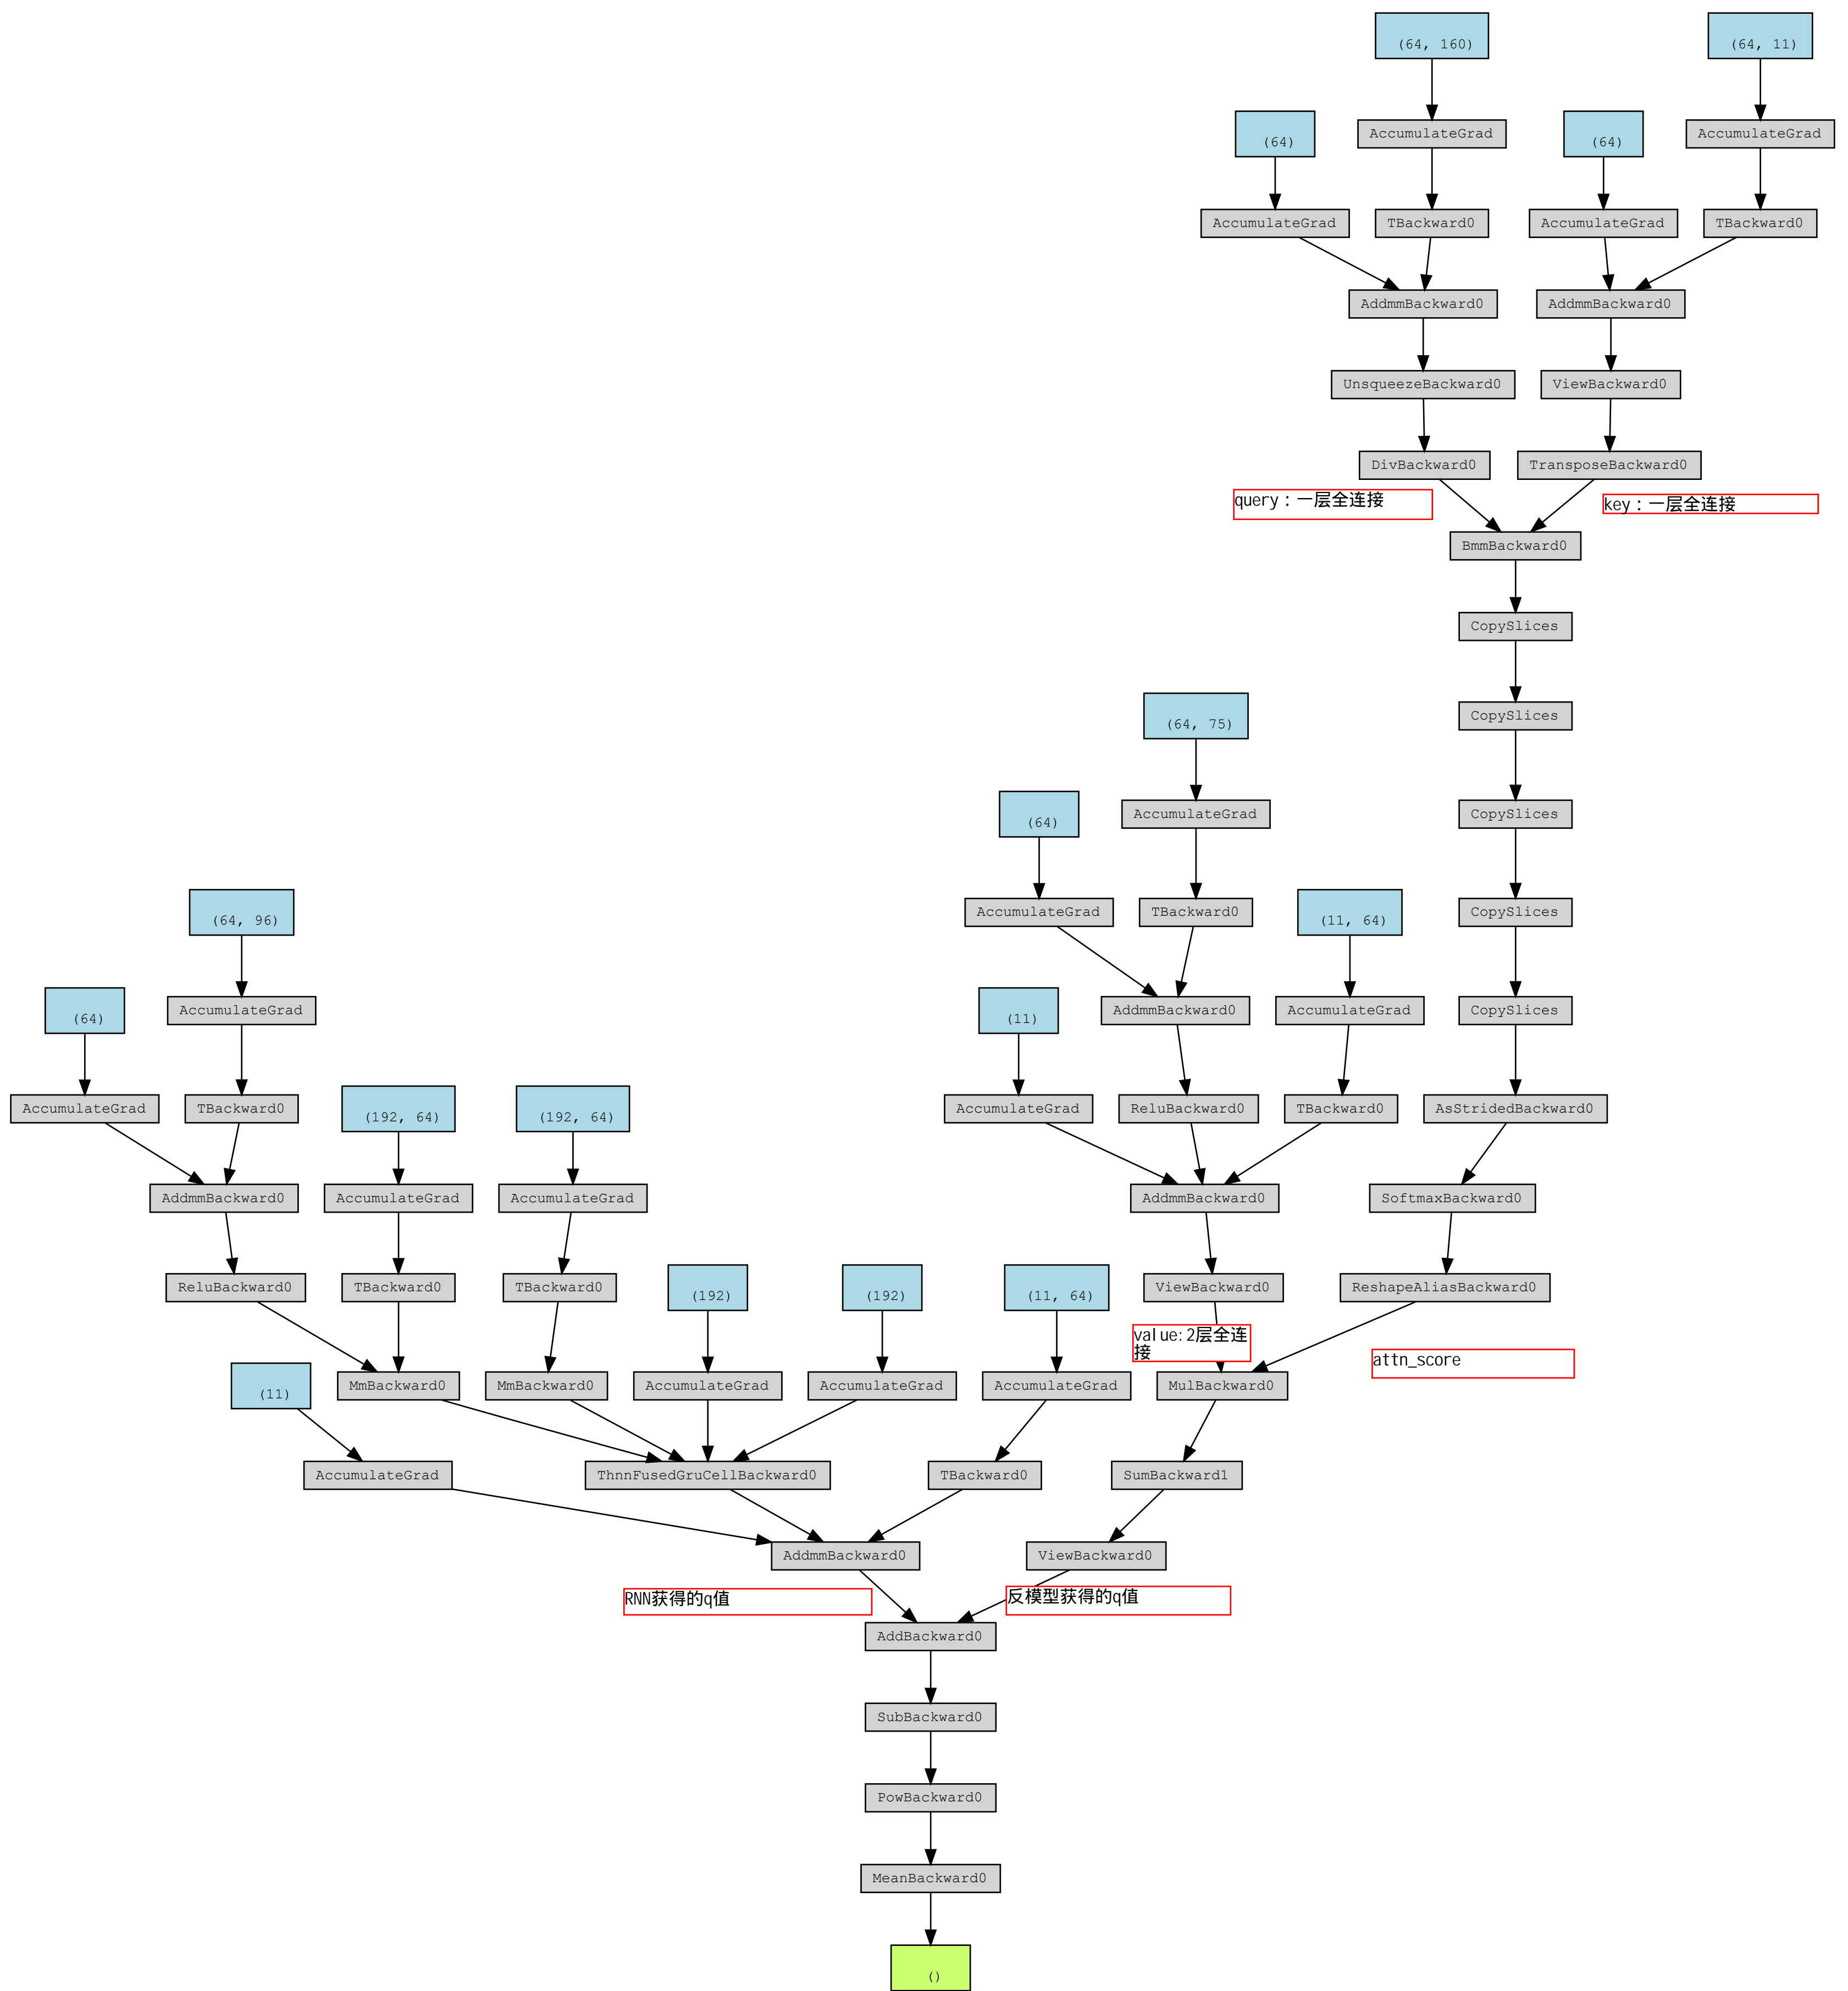 (64, 160)
(64, 11)
(64)
AccumulateGrad
(64)
AccumulateGrad
AccumulateGrad
TBackward0
AccumulateGrad
TBackward0
AddmmBackward0
AddmmBackward0
UnsqueezeBackward0
ViewBackward0
DivBackward0
TransposeBackward0
query：一层全连接
key：一层全连接
BmmBackward0
CopySlices
(64, 75)
CopySlices
(64)
AccumulateGrad
CopySlices
(64, 96)
AccumulateGrad
TBackward0
(11, 64)
CopySlices
(64)
AccumulateGrad
(11)
AddmmBackward0
AccumulateGrad
CopySlices
AccumulateGrad
TBackward0
(192, 64)
(192, 64)
AccumulateGrad
ReluBackward0
TBackward0
AsStridedBackward0
AddmmBackward0
AccumulateGrad
AccumulateGrad
AddmmBackward0
SoftmaxBackward0
ReluBackward0
TBackward0
TBackward0
(192)
(192)
(11, 64)
ViewBackward0
ReshapeAliasBackward0
value:2层全连
接
attn_score
(11)
MmBackward0
MmBackward0
AccumulateGrad
AccumulateGrad
AccumulateGrad
MulBackward0
AccumulateGrad
ThnnFusedGruCellBackward0
TBackward0
SumBackward1
AddmmBackward0
ViewBackward0
RNN获得的q值
反模型获得的q值
AddBackward0
SubBackward0
PowBackward0
MeanBackward0
()